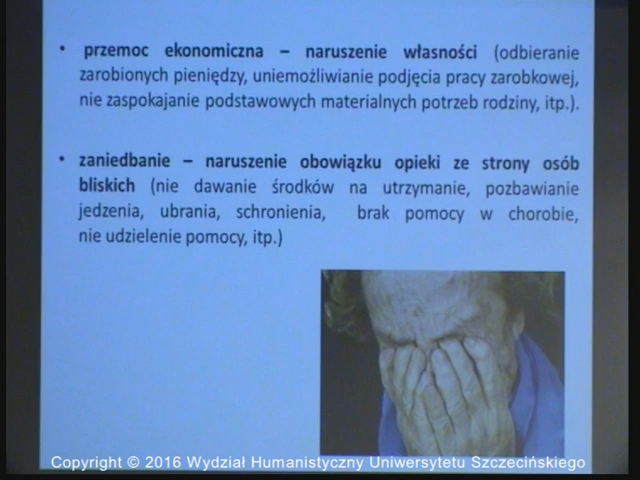 • przemoc ekonomiczna – naruszenie własności (odbieranie
zarobionych pieniędzy, uniemożliwianie podjęcia pracy zarobkowej,
nie zaspokajanie podstawowych materialnych potrzeb rodziny, itp.).
• zaniedbanie – naruszenie obowiązku opieki ze strony osób
bliskich (nie dawanie środków na utrzymanie, pozbawianie
jedzenia, ubrania, schronienia, brak pomocy w chorobie,
nie udzielenie pomocy, itp.)
Copyright © 2016 Wydział Humanistyczny Uniwersytetu Szczecińskiego